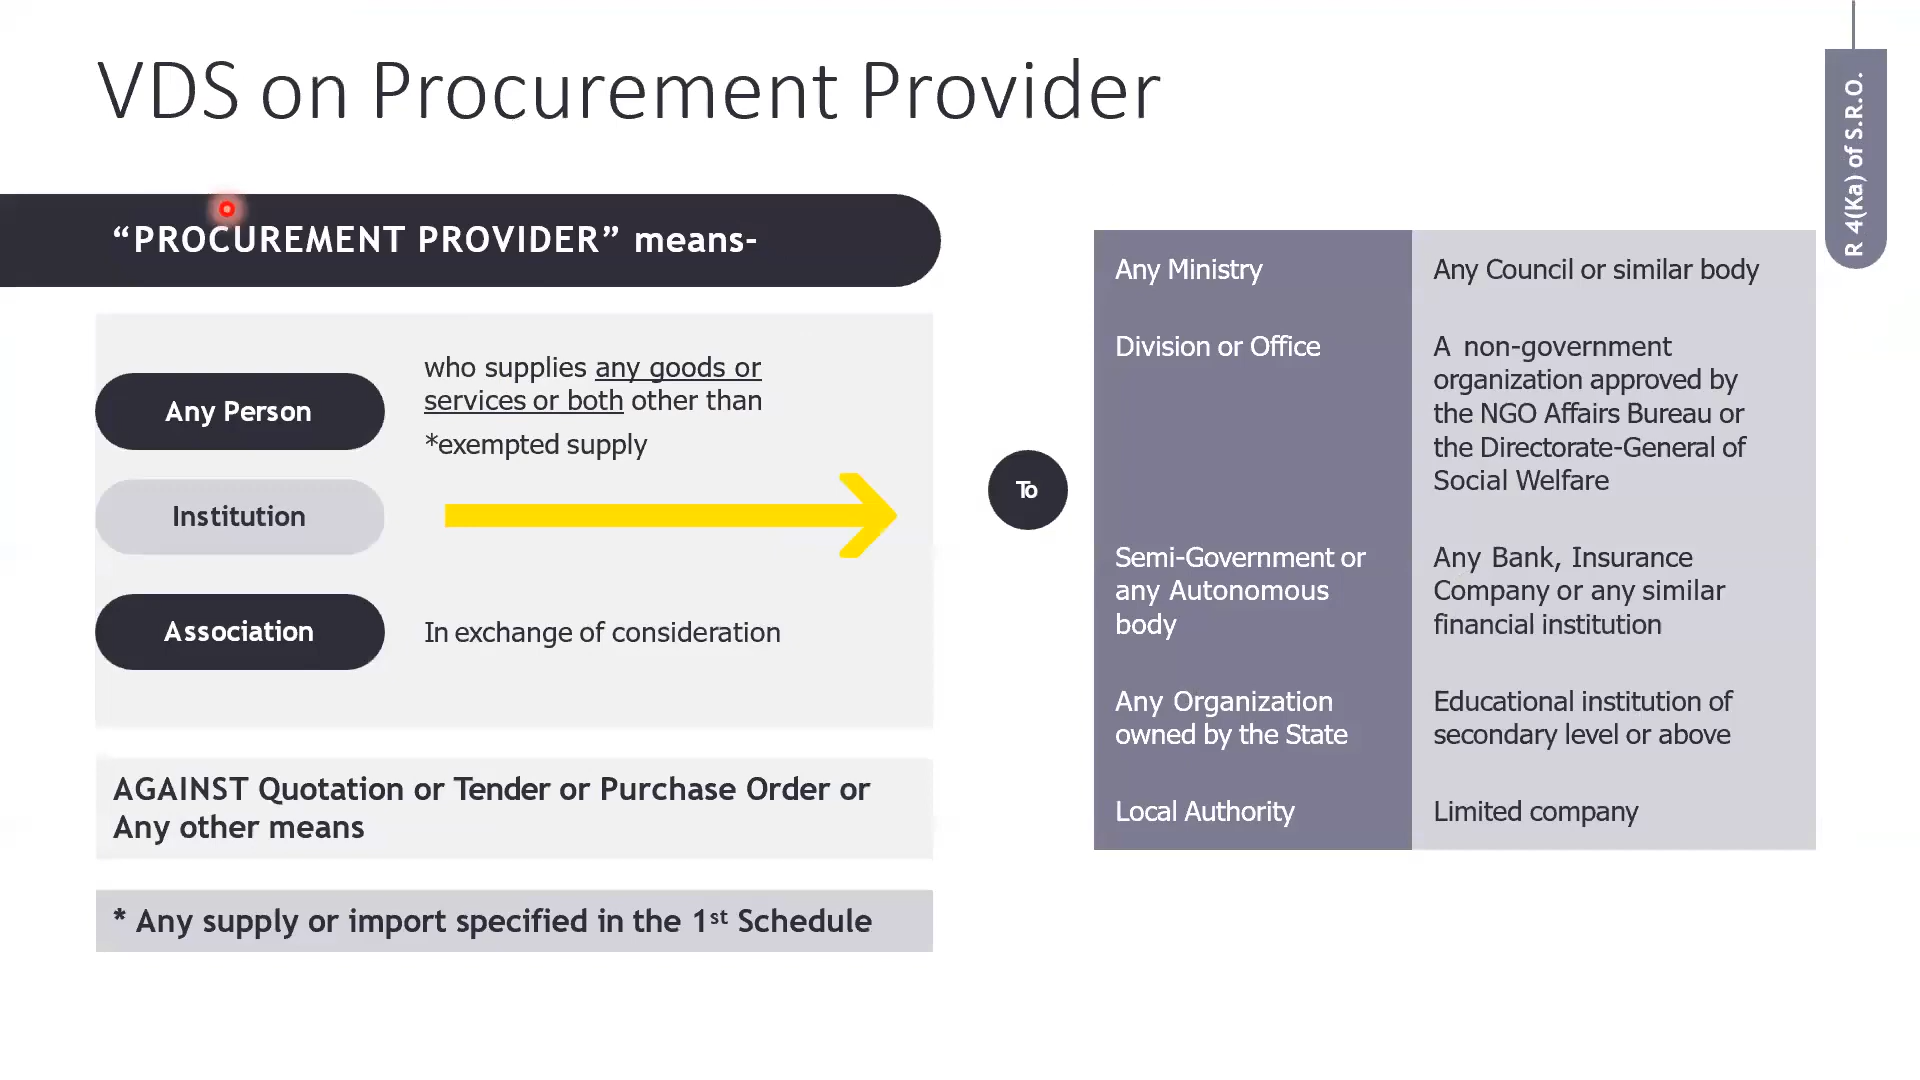 VDS on Procurement Provider
R 4(Ka) of S.R.O.
“PROCUREMENT PROVIDER” means-
Any Person
who supplies any goods or
services or both other than
*exempted supply
Institution
Association
In exchange of consideration
AGAINST Quotation or Tender or Purchase Order or
Any other means
* Any supply or import specified in the 1st Schedule
To
Any Ministry
Any Council or similar body
Division or Office
A non-government
organization approved by
the NGO Affairs Bureau or
the Directorate-General of
Social Welfare
Semi-Government or
any Autonomous
body
Any Bank, Insurance
Company or any similar
financial institution
Any Organization
owned by the State
Educational institution of
secondary level or above
Local Authority
Limited company